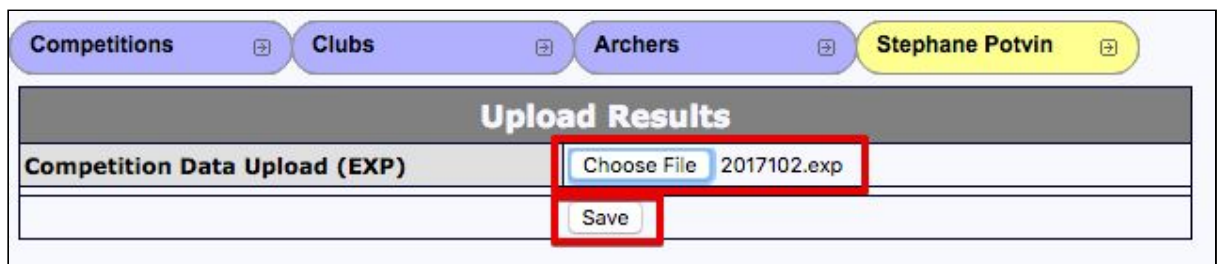 Competitions Clubs Archers Stephane Potvin
Upload Results
Competition Data Upload (EXP) Choose File 2017102.exp
Save